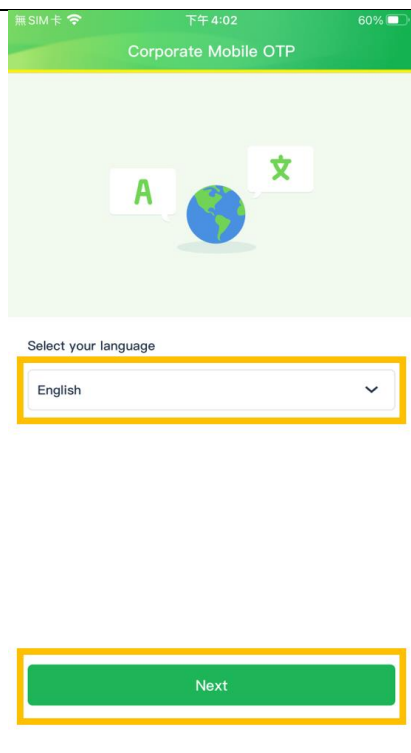 無SIM卡 下午4:02 60%
Corporate Mobile OTP
A 文
Select your language
English
Next